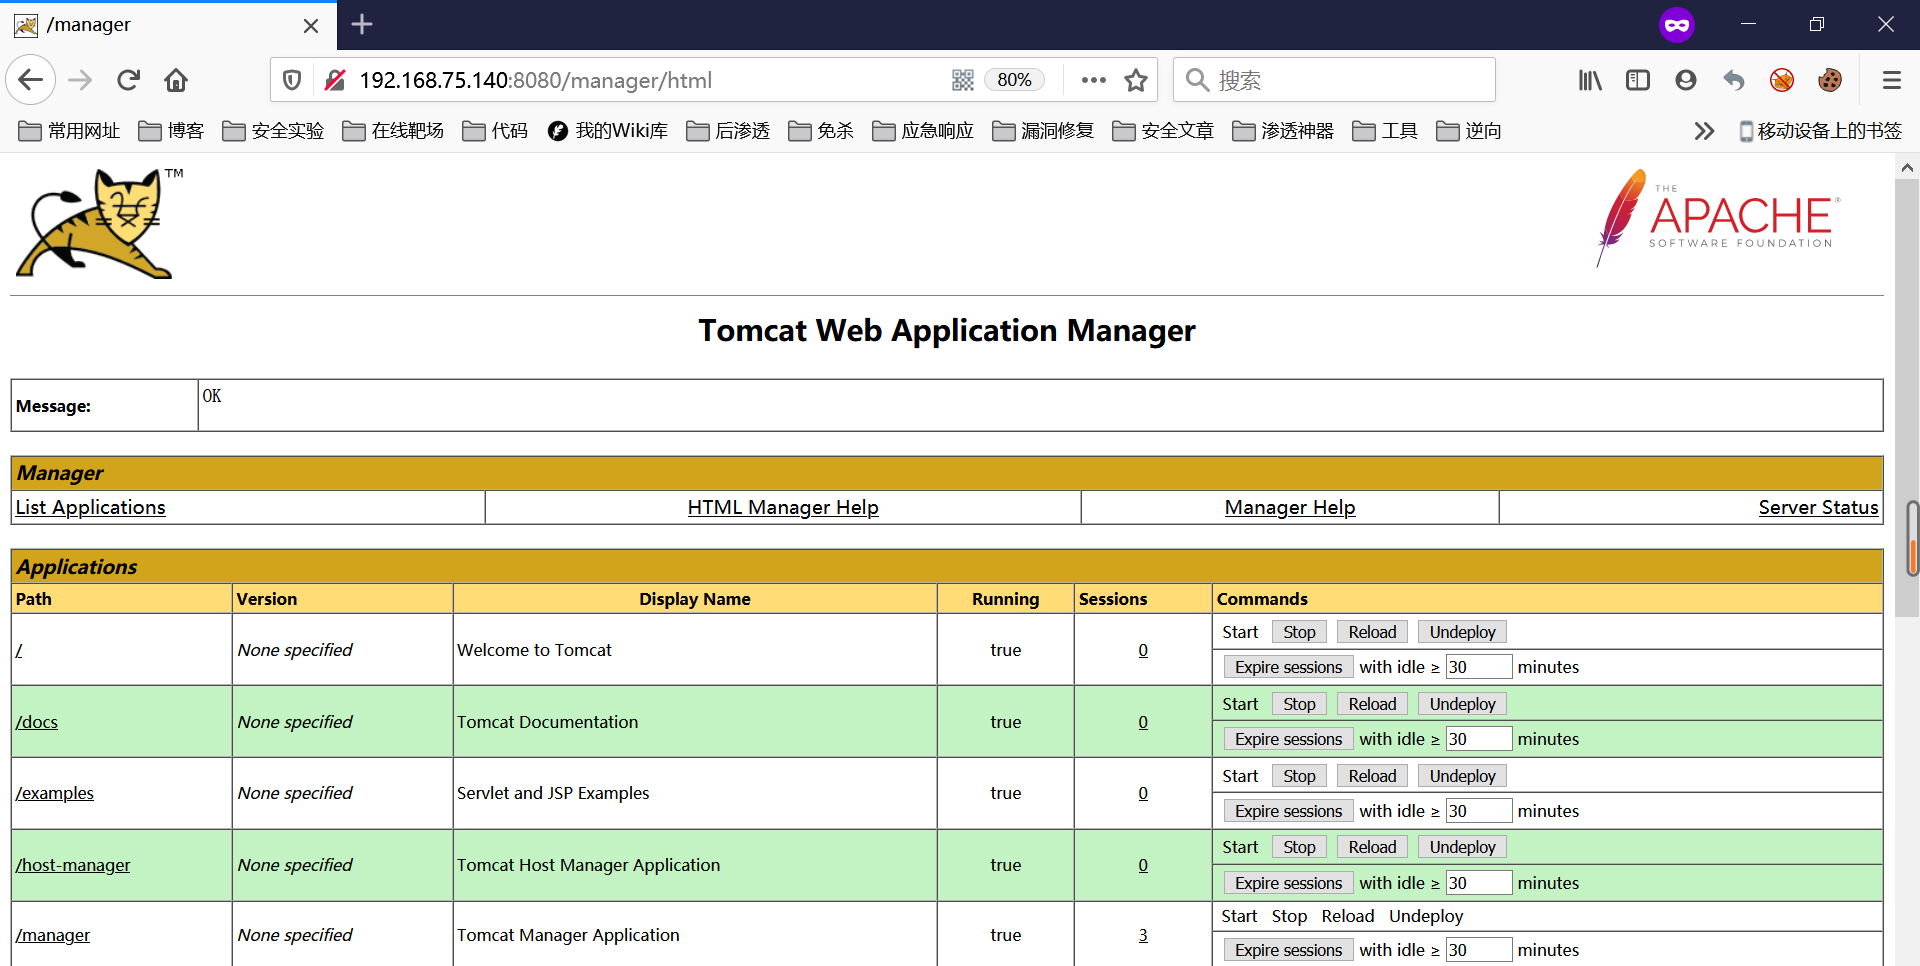 /manager
192.168.75.140:8080/manager/html 80% 搜索
常用网址 博客 安全实验 在线靶场 代码 我的Wiki库 后渗透 免杀 应急响应 漏洞修复 安全文章 渗透神器 工具 逆向 移动设备上的书签
TM
THE
APACHE®
SOFTWARE FOUNDATION
Tomcat Web Application Manager
Message: OK
Manager
List Applications HTML Manager Help Manager Help Server Status
Applications
Path Version Display Name Running Sessions Commands
/ None specified Welcome to Tomcat true 0 Start Stop Reload Undeploy
Expire sessions with idle ≥ 30 minutes
/docs None specified Tomcat Documentation true 0 Start Stop Reload Undeploy
Expire sessions with idle ≥ 30 minutes
/examples None specified Servlet and JSP Examples true 0 Start Stop Reload Undeploy
Expire sessions with idle ≥ 30 minutes
/host-manager None specified Tomcat Host Manager Application true 0 Start Stop Reload Undeploy
Expire sessions with idle ≥ 30 minutes
/manager None specified Tomcat Manager Application true 3 Start Stop Reload Undeploy
Expire sessions with idle ≥ 30 minutes